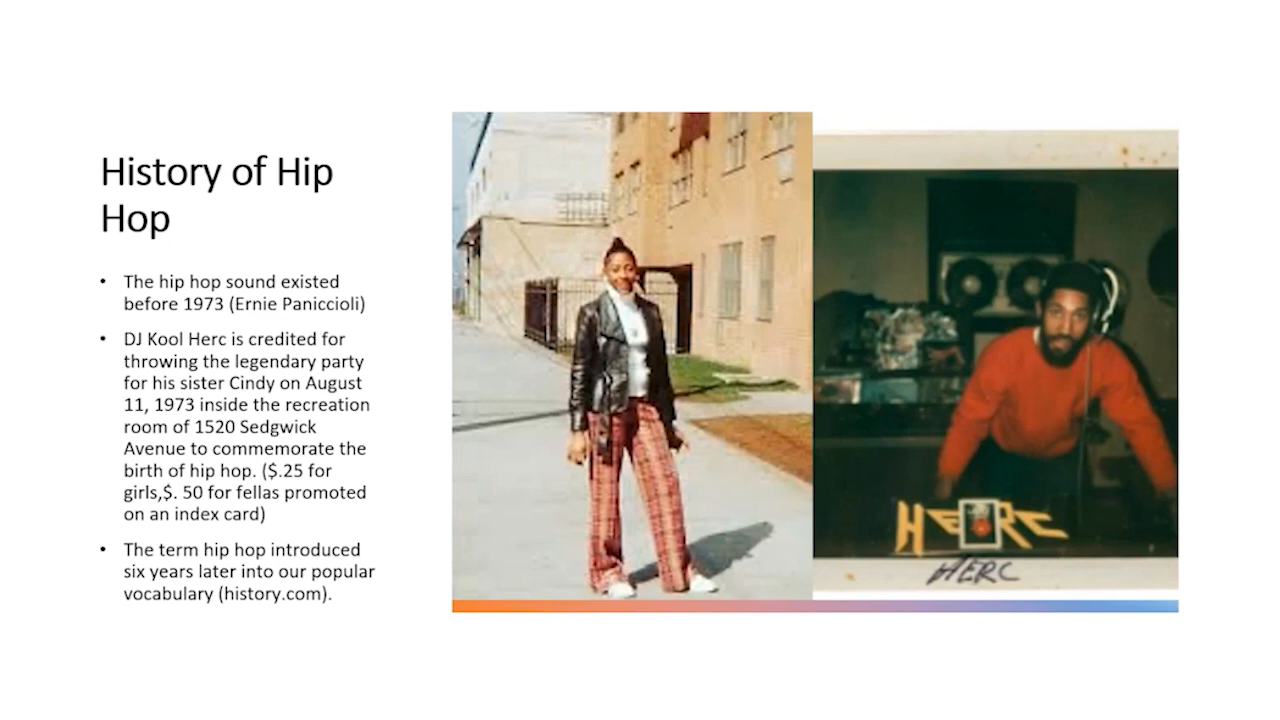 History of Hip
Hop
• The hip hop sound existed
before 1973 (Ernie Paniccioli)
• DJ Kool Herc is credited for
throwing the legendary party
for his sister Cindy on August
11, 1973 inside the recreation
room of 1520 Sedgwick
Avenue to commemorate the
birth of hip hop. ($.25 for
girls,$. 50 for fellas promoted
on an index card)
• The term hip hop introduced
six years later into our popular
vocabulary (history.com).
HERC
HERC